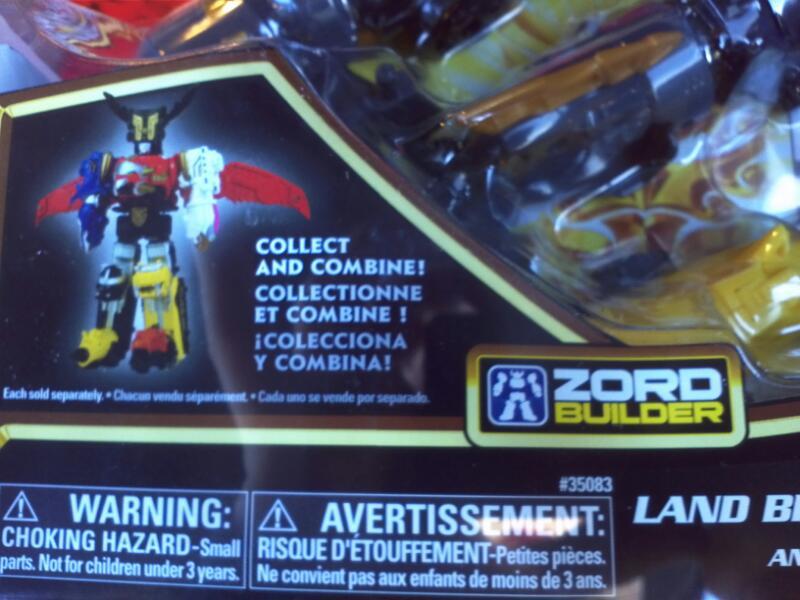 COLLECT
AND COMBINE!
COLLECTIONNE
ET COMBINE !
¡COLECCIONA
Y COMBINA!
Each sold separately. • Chacun vendu séparément. • Cada uno se vende por separado.
ZORD
BUILDER
#35083
WARNING:
CHOKING HAZARD-Small
parts. Not for children under 3 years.
AVERTISSEMENT:
RISQUE D'ÉTOUFFEMENT-Petites pièces.
Ne convient pas aux enfants de moins de 3 ans.
LAND